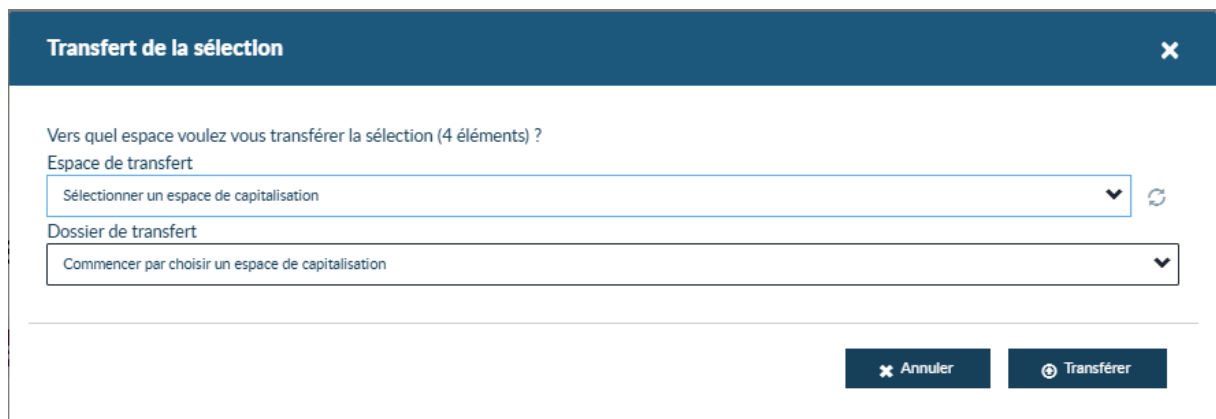 Transfert de la sélection
Vers quel espace voulez vous transférer la sélection (4 éléments) ?
Espace de transfert
Sélectionner un espace de capitalisation
Dossier de transfert
Commencer par choisir un espace de capitalisation
Annuler
Transférer